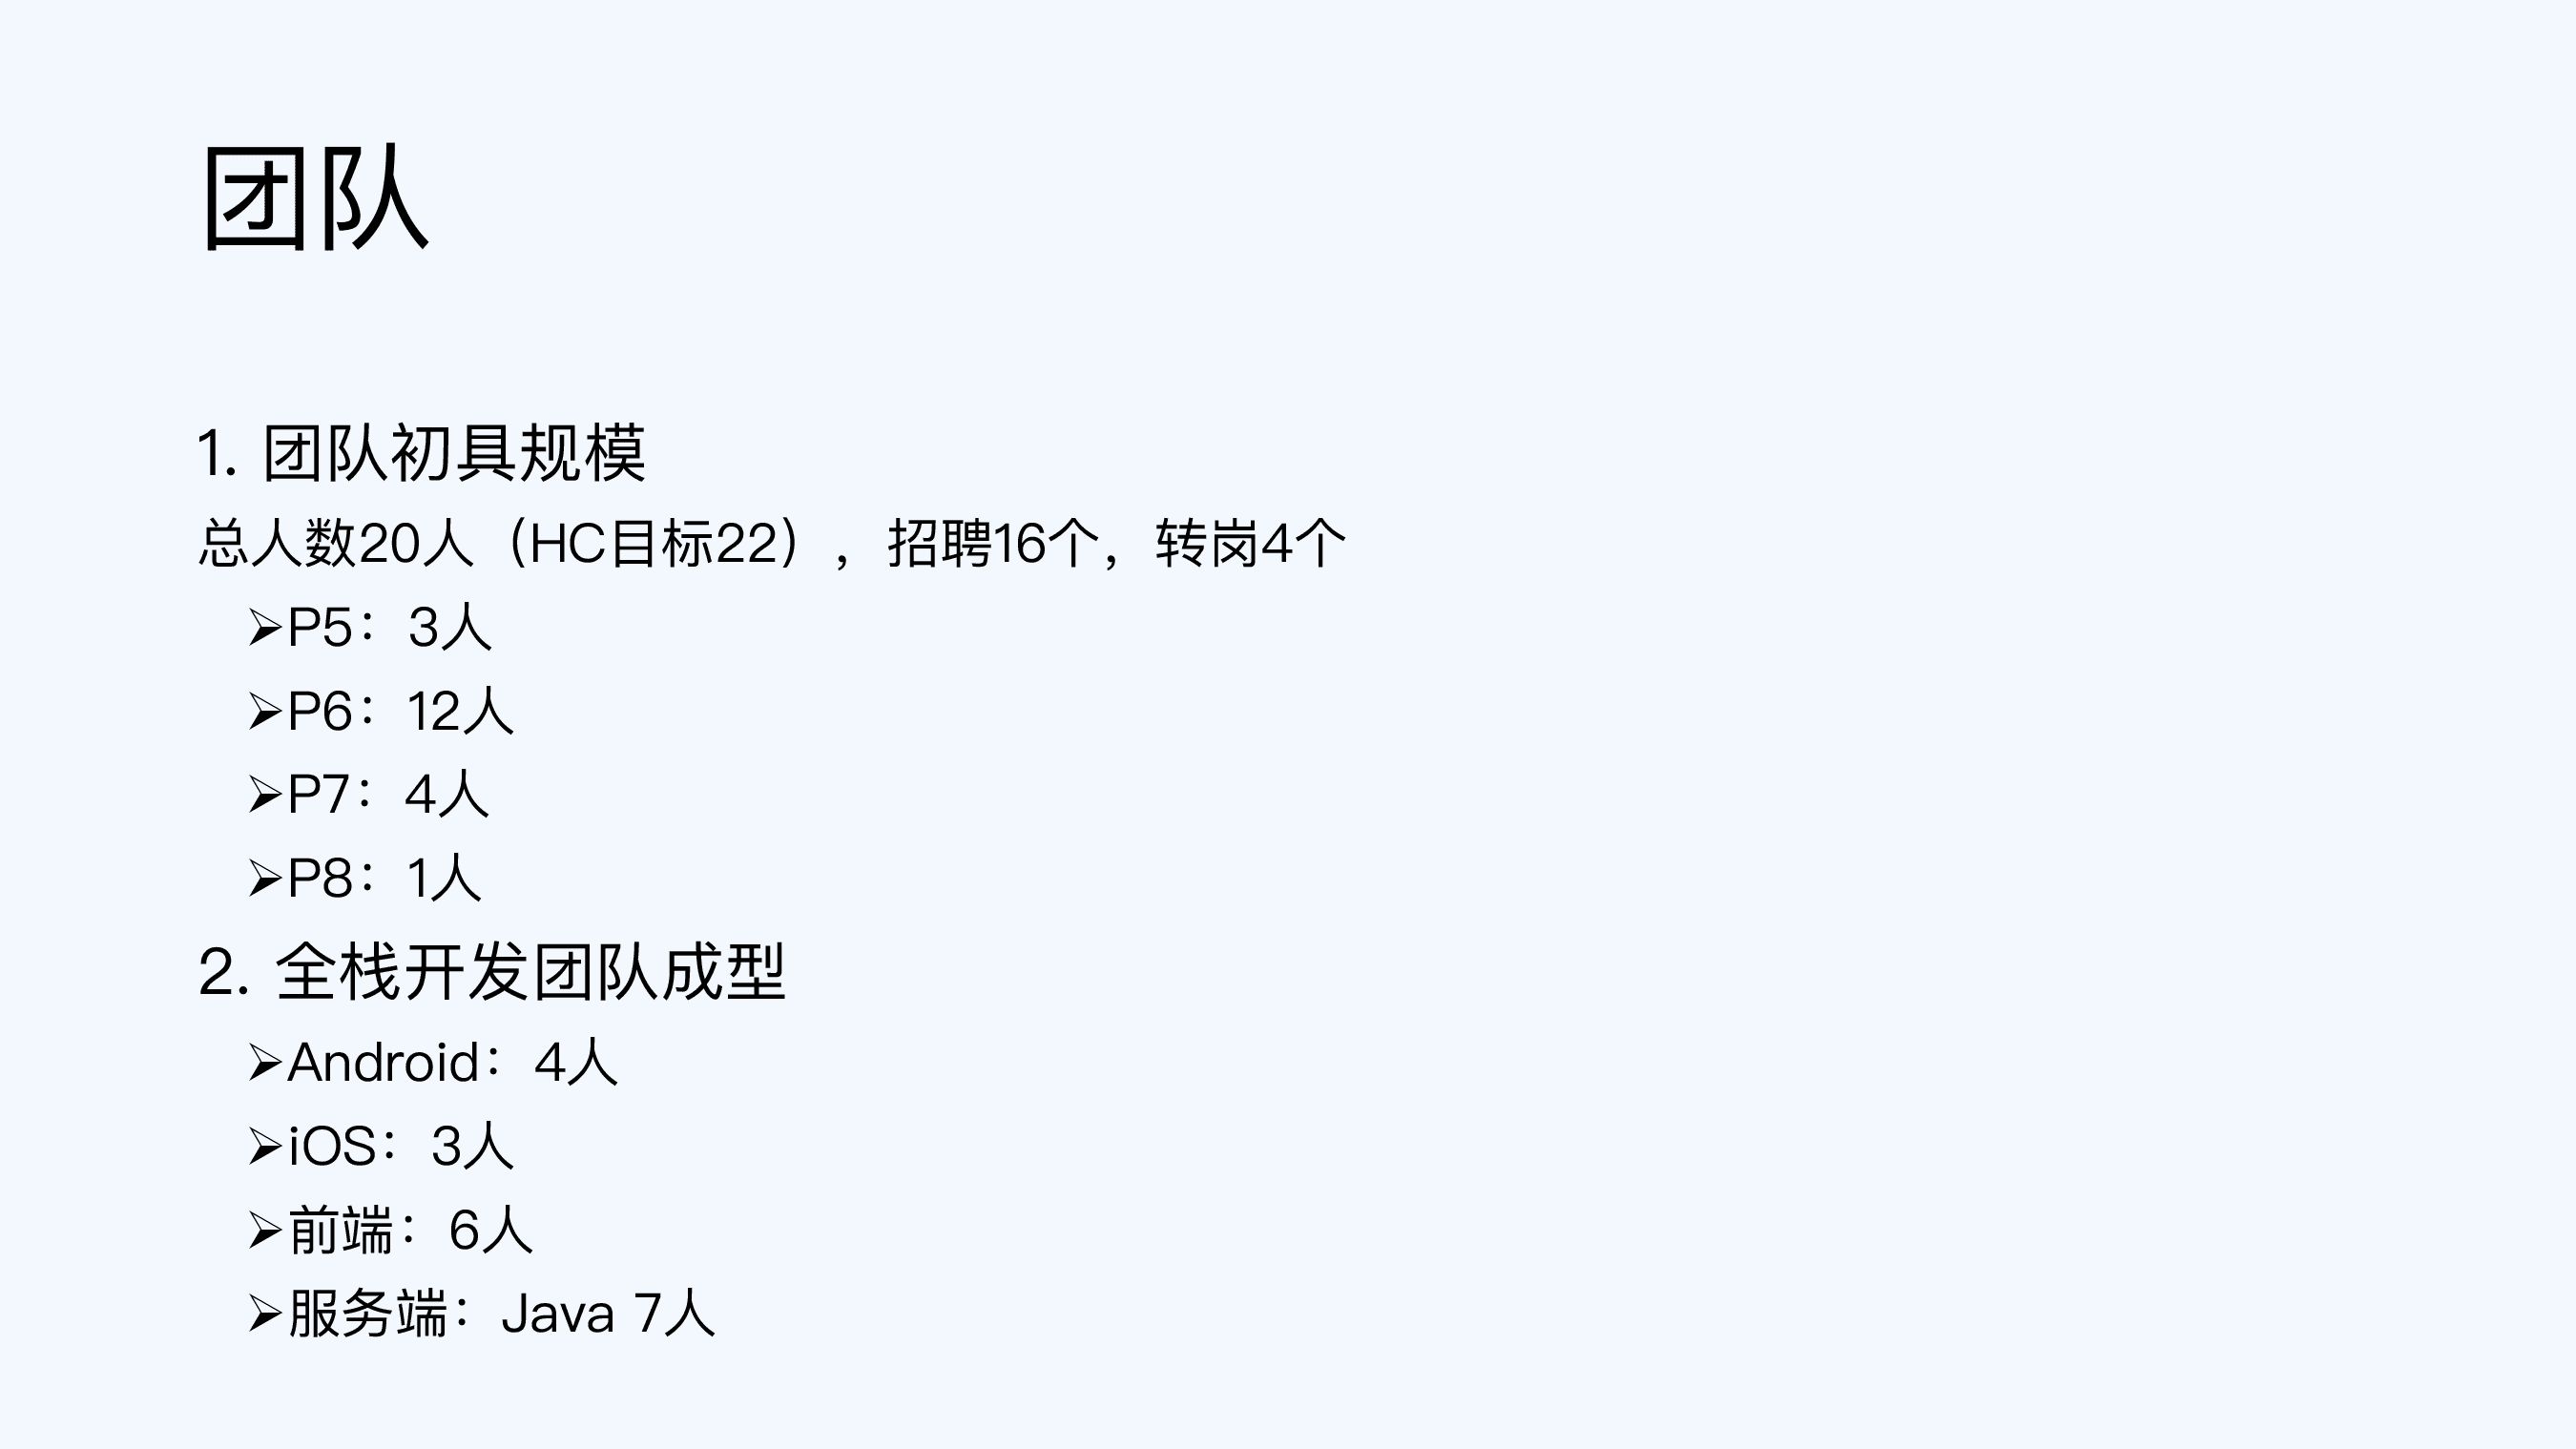 团队
1. 团队初具规模
总人数20人（HC目标22），招聘16个，转岗4个
➢P5：3人
➢P6：12人
➢P7：4人
➢P8：1人
2. 全栈开发团队成型
➢Android：4人
➢iOS：3人
➢前端：6人
➢服务端：Java 7人